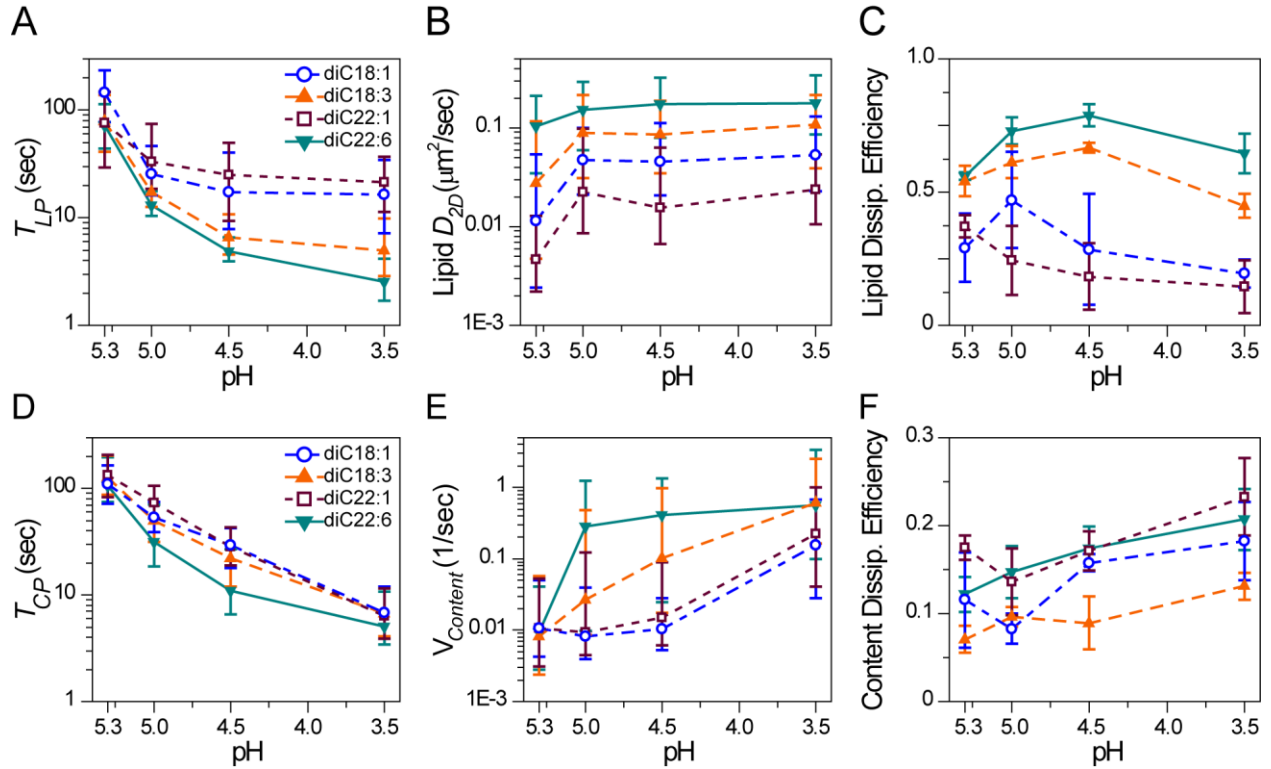 A
T_LP (sec)
100
10
1
diC18:1
diC18:3
diC22:1
diC22:6
5.3 5.0 4.5 4.0 3.5
pH
B
Lipid D_2D (μm²/sec)
0.1
0.01
1E-3
5.3 5.0 4.5 4.0 3.5
pH
C
Lipid Dissip. Efficiency
1.0
0.5
0
5.3 5.0 4.5 4.0 3.5
pH
D
T_CP (sec)
100
10
1
diC18:1
diC18:3
diC22:1
diC22:6
5.3 5.0 4.5 4.0 3.5
pH
E
V_Content (1/sec)
1
0.1
0.01
1E-3
5.3 5.0 4.5 4.0 3.5
pH
F
Content Dissip. Efficiency
0.3
0.2
0.1
0
5.3 5.0 4.5 4.0 3.5
pH